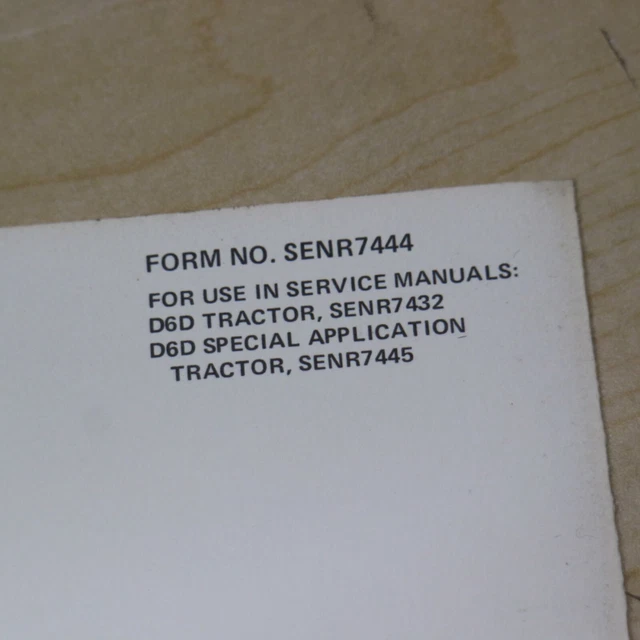 FORM NO. SENR7444
FOR USE IN SERVICE MANUALS:
D6D TRACTOR, SENR7432
D6D SPECIAL APPLICATION
TRACTOR, SENR7445